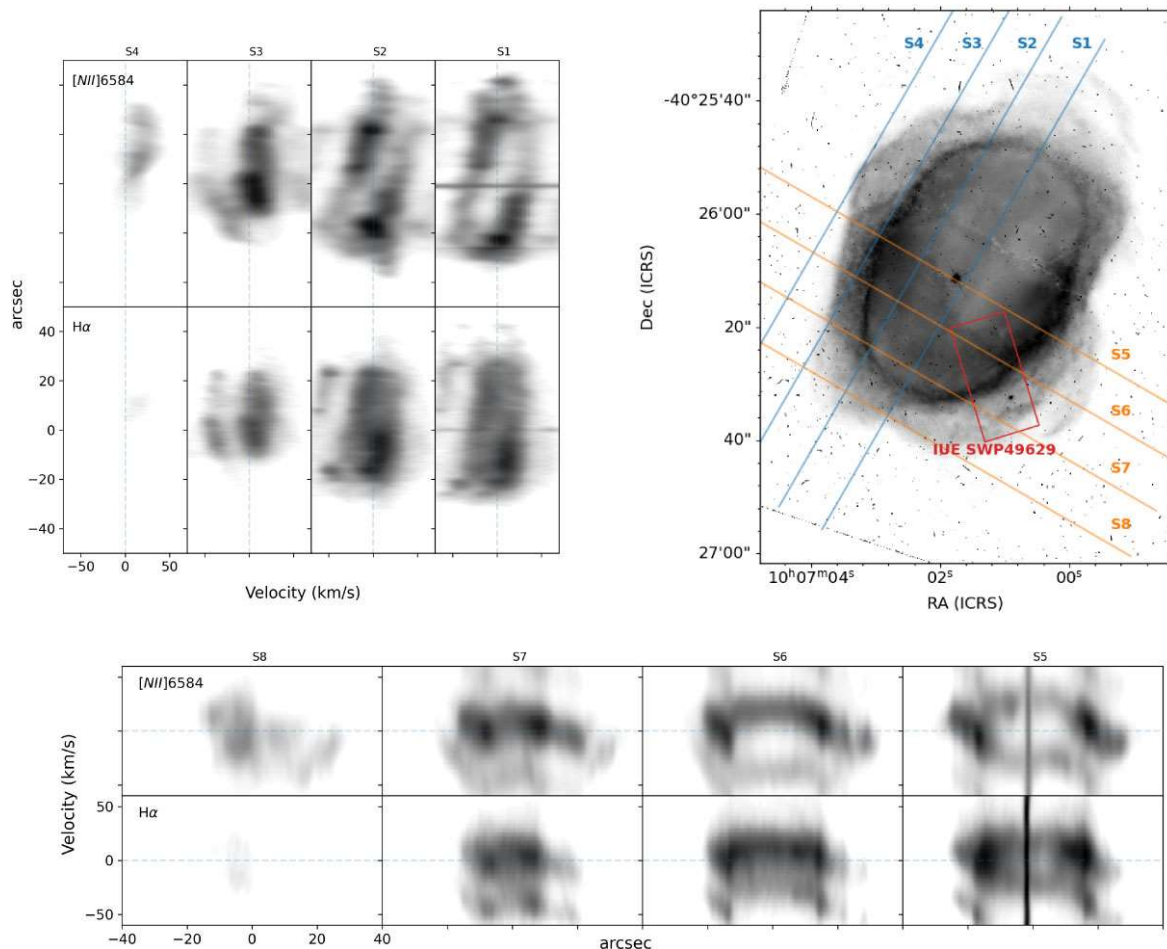 S4 S3 S2 S1
[NII]6584
Hα
40
20
0
−20
−40
arcsec
−50 0 50
Velocity (km/s)
S4 S3 S2 S1
-40°25'40"
26'00"
20"
40"
27'00"
Dec (ICRS)
S5
S6
S7
S8
IUE SWP49629
10ʰ07ᵐ04ˢ 02ˢ 00ˢ
RA (ICRS)
S8 S7 S6 S5
[NII]6584
Hα
50
0
−50
Velocity (km/s)
−40 −20 0 20 40
arcsec